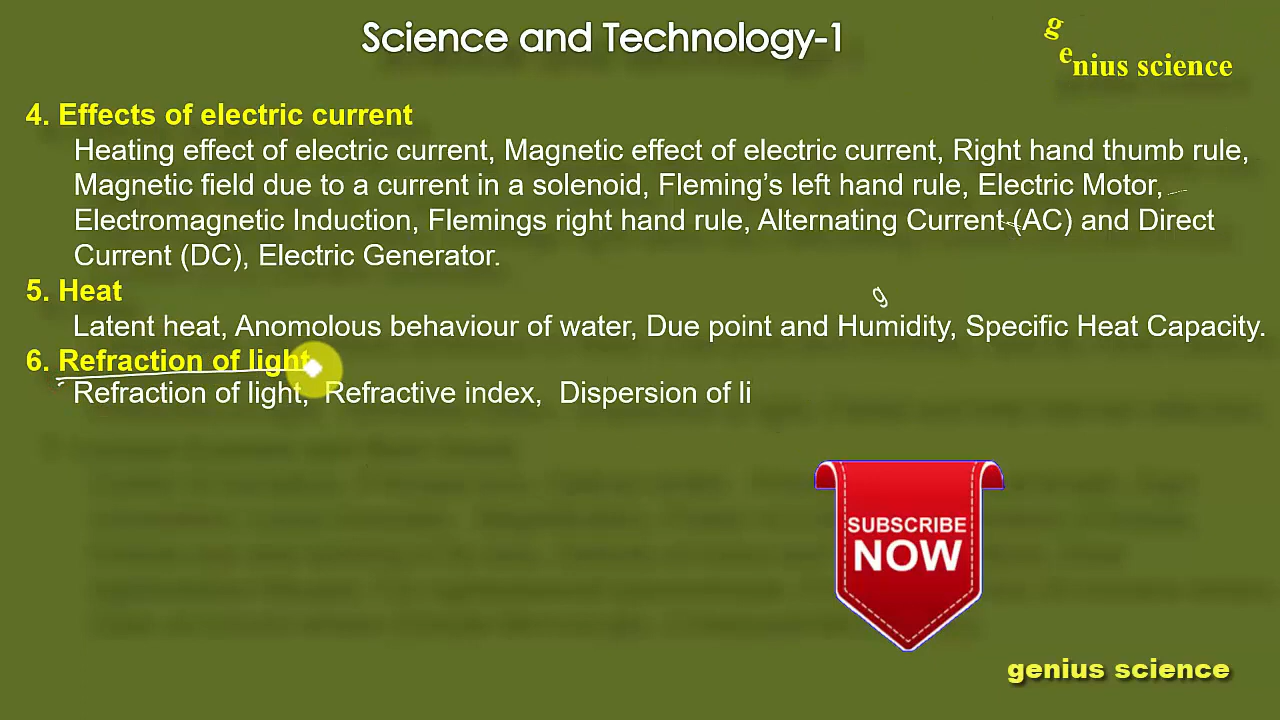 Science and Technology-1
genius science
4. Effects of electric current
Heating effect of electric current, Magnetic effect of electric current, Right hand thumb rule,
Magnetic field due to a current in a solenoid, Fleming’s left hand rule, Electric Motor,
Electromagnetic Induction, Flemings right hand rule, Alternating Current (AC) and Direct
Current (DC), Electric Generator.
5. Heat
g
Latent heat, Anomolous behaviour of water, Due point and Humidity, Specific Heat Capacity.
6. Refraction of light
Refraction of light, Refractive index, Dispersion of li
SUBSCRIBE
NOW
genius science